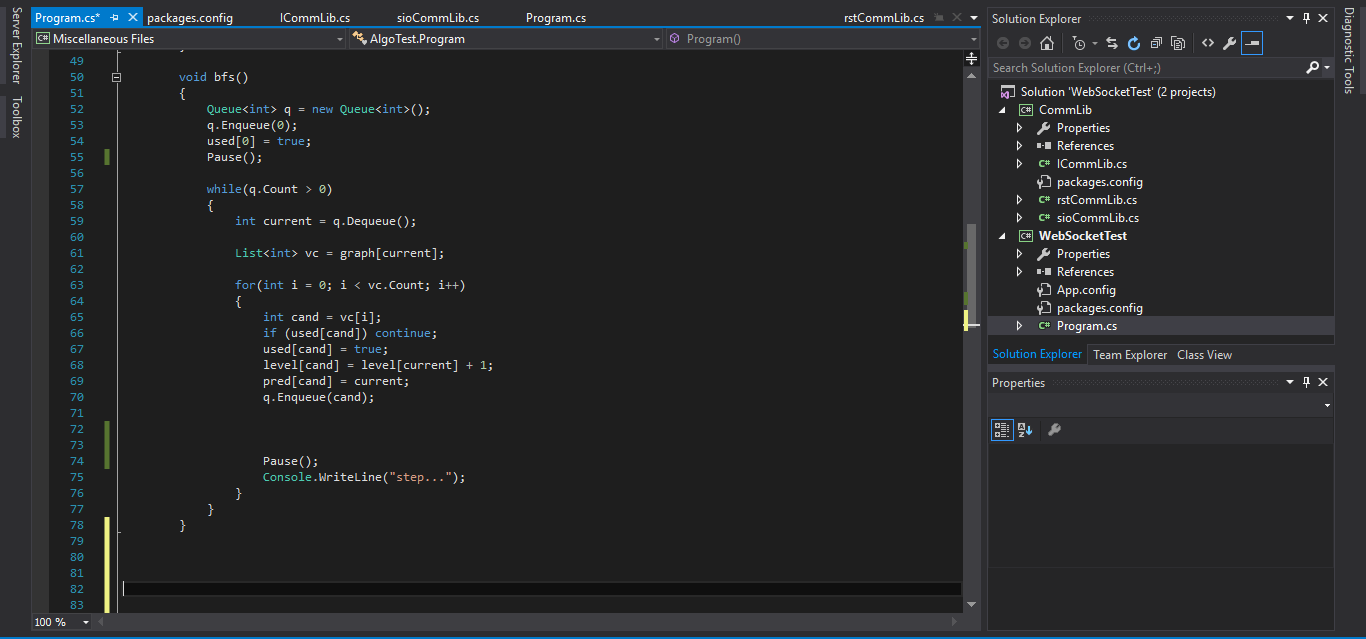 Server Explorer
Toolbox
Program.cs*
packages.config
ICommLib.cs
sioCommLib.cs
Program.cs
rstCommLib.cs
C# Miscellaneous Files
AlgoTest.Program
Program()
49
50 void bfs()
51 {
52 Queue<int> q = new Queue<int>();
53 q.Enqueue(0);
54 used[0] = true;
55 Pause();
56
57 while(q.Count > 0)
58 {
59 int current = q.Dequeue();
60
61 List<int> vc = graph[current];
62
63 for(int i = 0; i < vc.Count; i++)
64 {
65 int cand = vc[i];
66 if (used[cand]) continue;
67 used[cand] = true;
68 level[cand] = level[current] + 1;
69 pred[cand] = current;
70 q.Enqueue(cand);
71
72
73
74 Pause();
75 Console.WriteLine("step...");
76 }
77 }
78 }
79
80
81
82
83
100 %
Solution Explorer
Search Solution Explorer (Ctrl+;)
Solution 'WebSocketTest' (2 projects)
C# CommLib
Properties
References
C# ICommLib.cs
packages.config
C# rstCommLib.cs
C# sioCommLib.cs
C# WebSocketTest
Properties
References
App.config
packages.config
C# Program.cs
Solution Explorer
Team Explorer
Class View
Properties
Diagnostic Tools